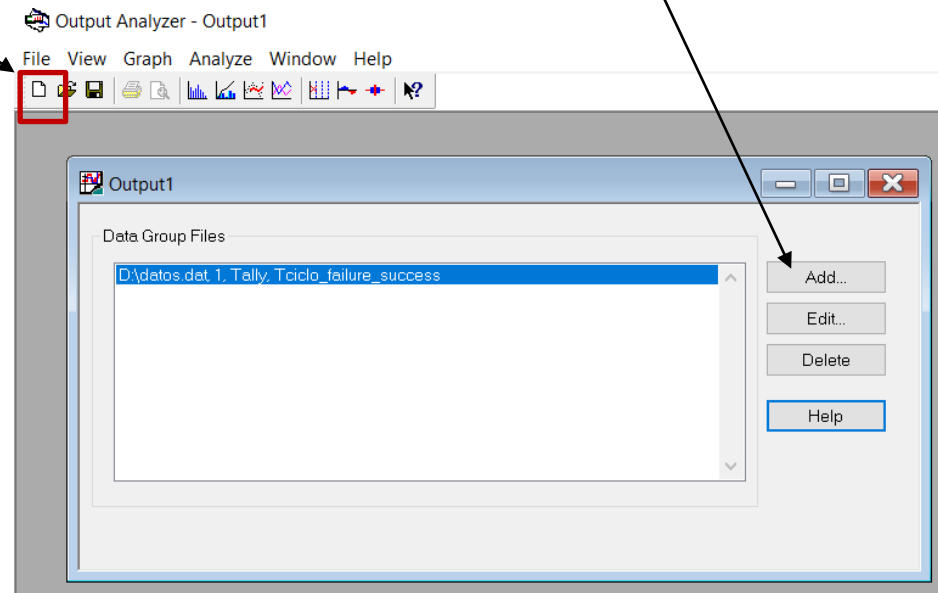 Output Analyzer - Output1
File View Graph Analyze Window Help
Output1
Data Group Files
D:\datos.dat, 1, Tally, Tciclo_failure_success
Add...
Edit...
Delete
Help